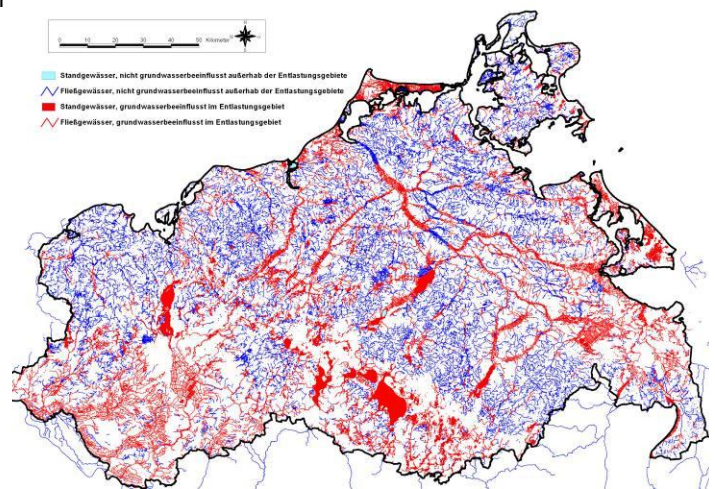 0 10 20 30 40 50 Kilometer
Standgewässer, nicht grundwasserbeeinflusst außerhab der Entlastungsgebiete
Fließgewässer, nicht grundwasserbeeinflusst außerhab der Entlastungsgebiete
Standgewässer, grundwasserbeeinflusst im Entlastungsgebiet
Fließgewässer, grundwasserbeeinflusst im Entlastungsgebiet